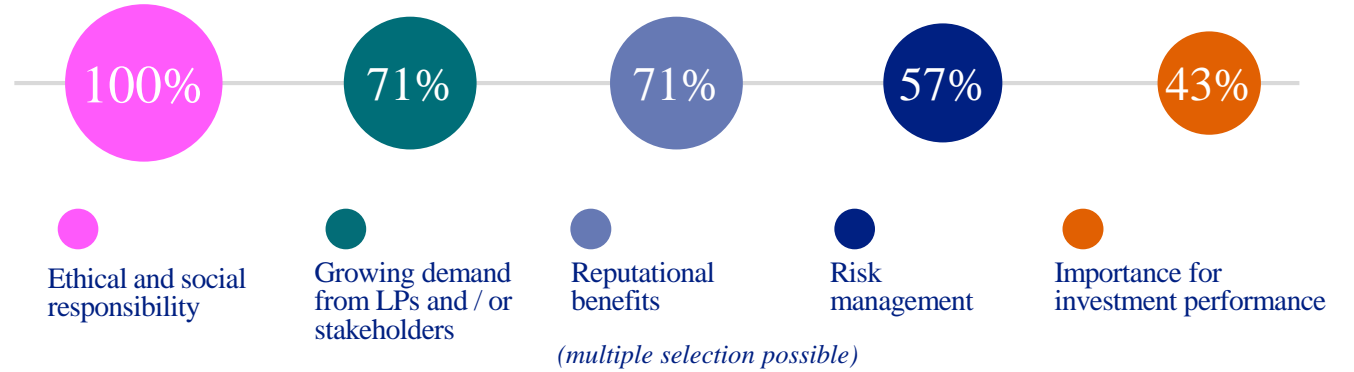 100%
71%
71%
57%
43%
Ethical and social
responsibility
Growing demand
from LPs and / or
stakeholders
Reputational
benefits
Risk
management
Importance for
investment performance
(multiple selection possible)